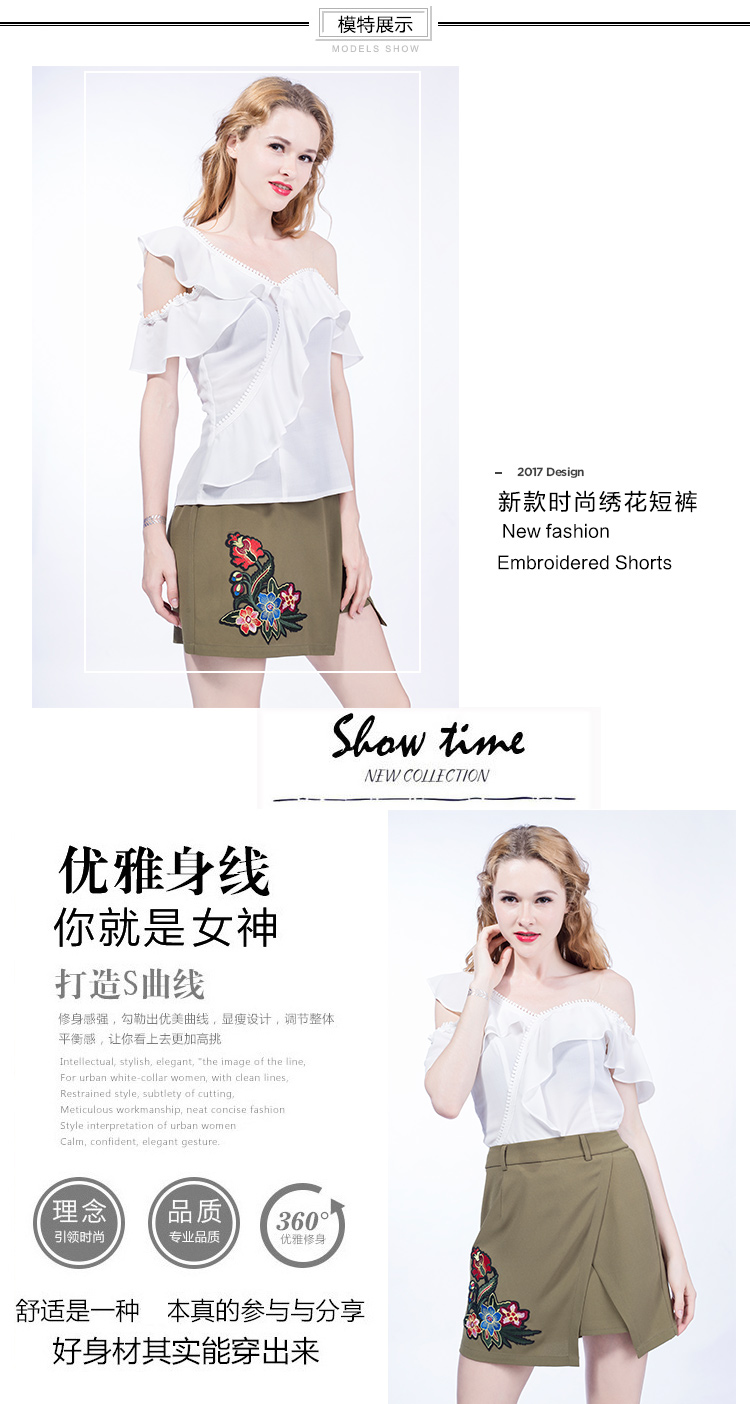 模特展示
MODELS SHOW
2017 Design
新款时尚绣花短裤
New fashion
Embroidered Shorts
Show time
NEW COLLECTION
优雅身线
你就是女神
打造S曲线
修身感强，勾勒出优美曲线，显瘦设计，调节整体
平衡感，让你看上去更加高挑
Intellectual, stylish, elegant, "the image of the line,
For urban white-collar women, with clean lines,
Restrained style, subtlety of cutting,
Meticulous workmanship, neat concise fashion
Style interpretation of urban women
Calm, confident, elegant gesture.
理念
引领时尚
品质
专业品质
360°
优雅修身
舒适是一种 本真的参与与分享
好身材其实能穿出来